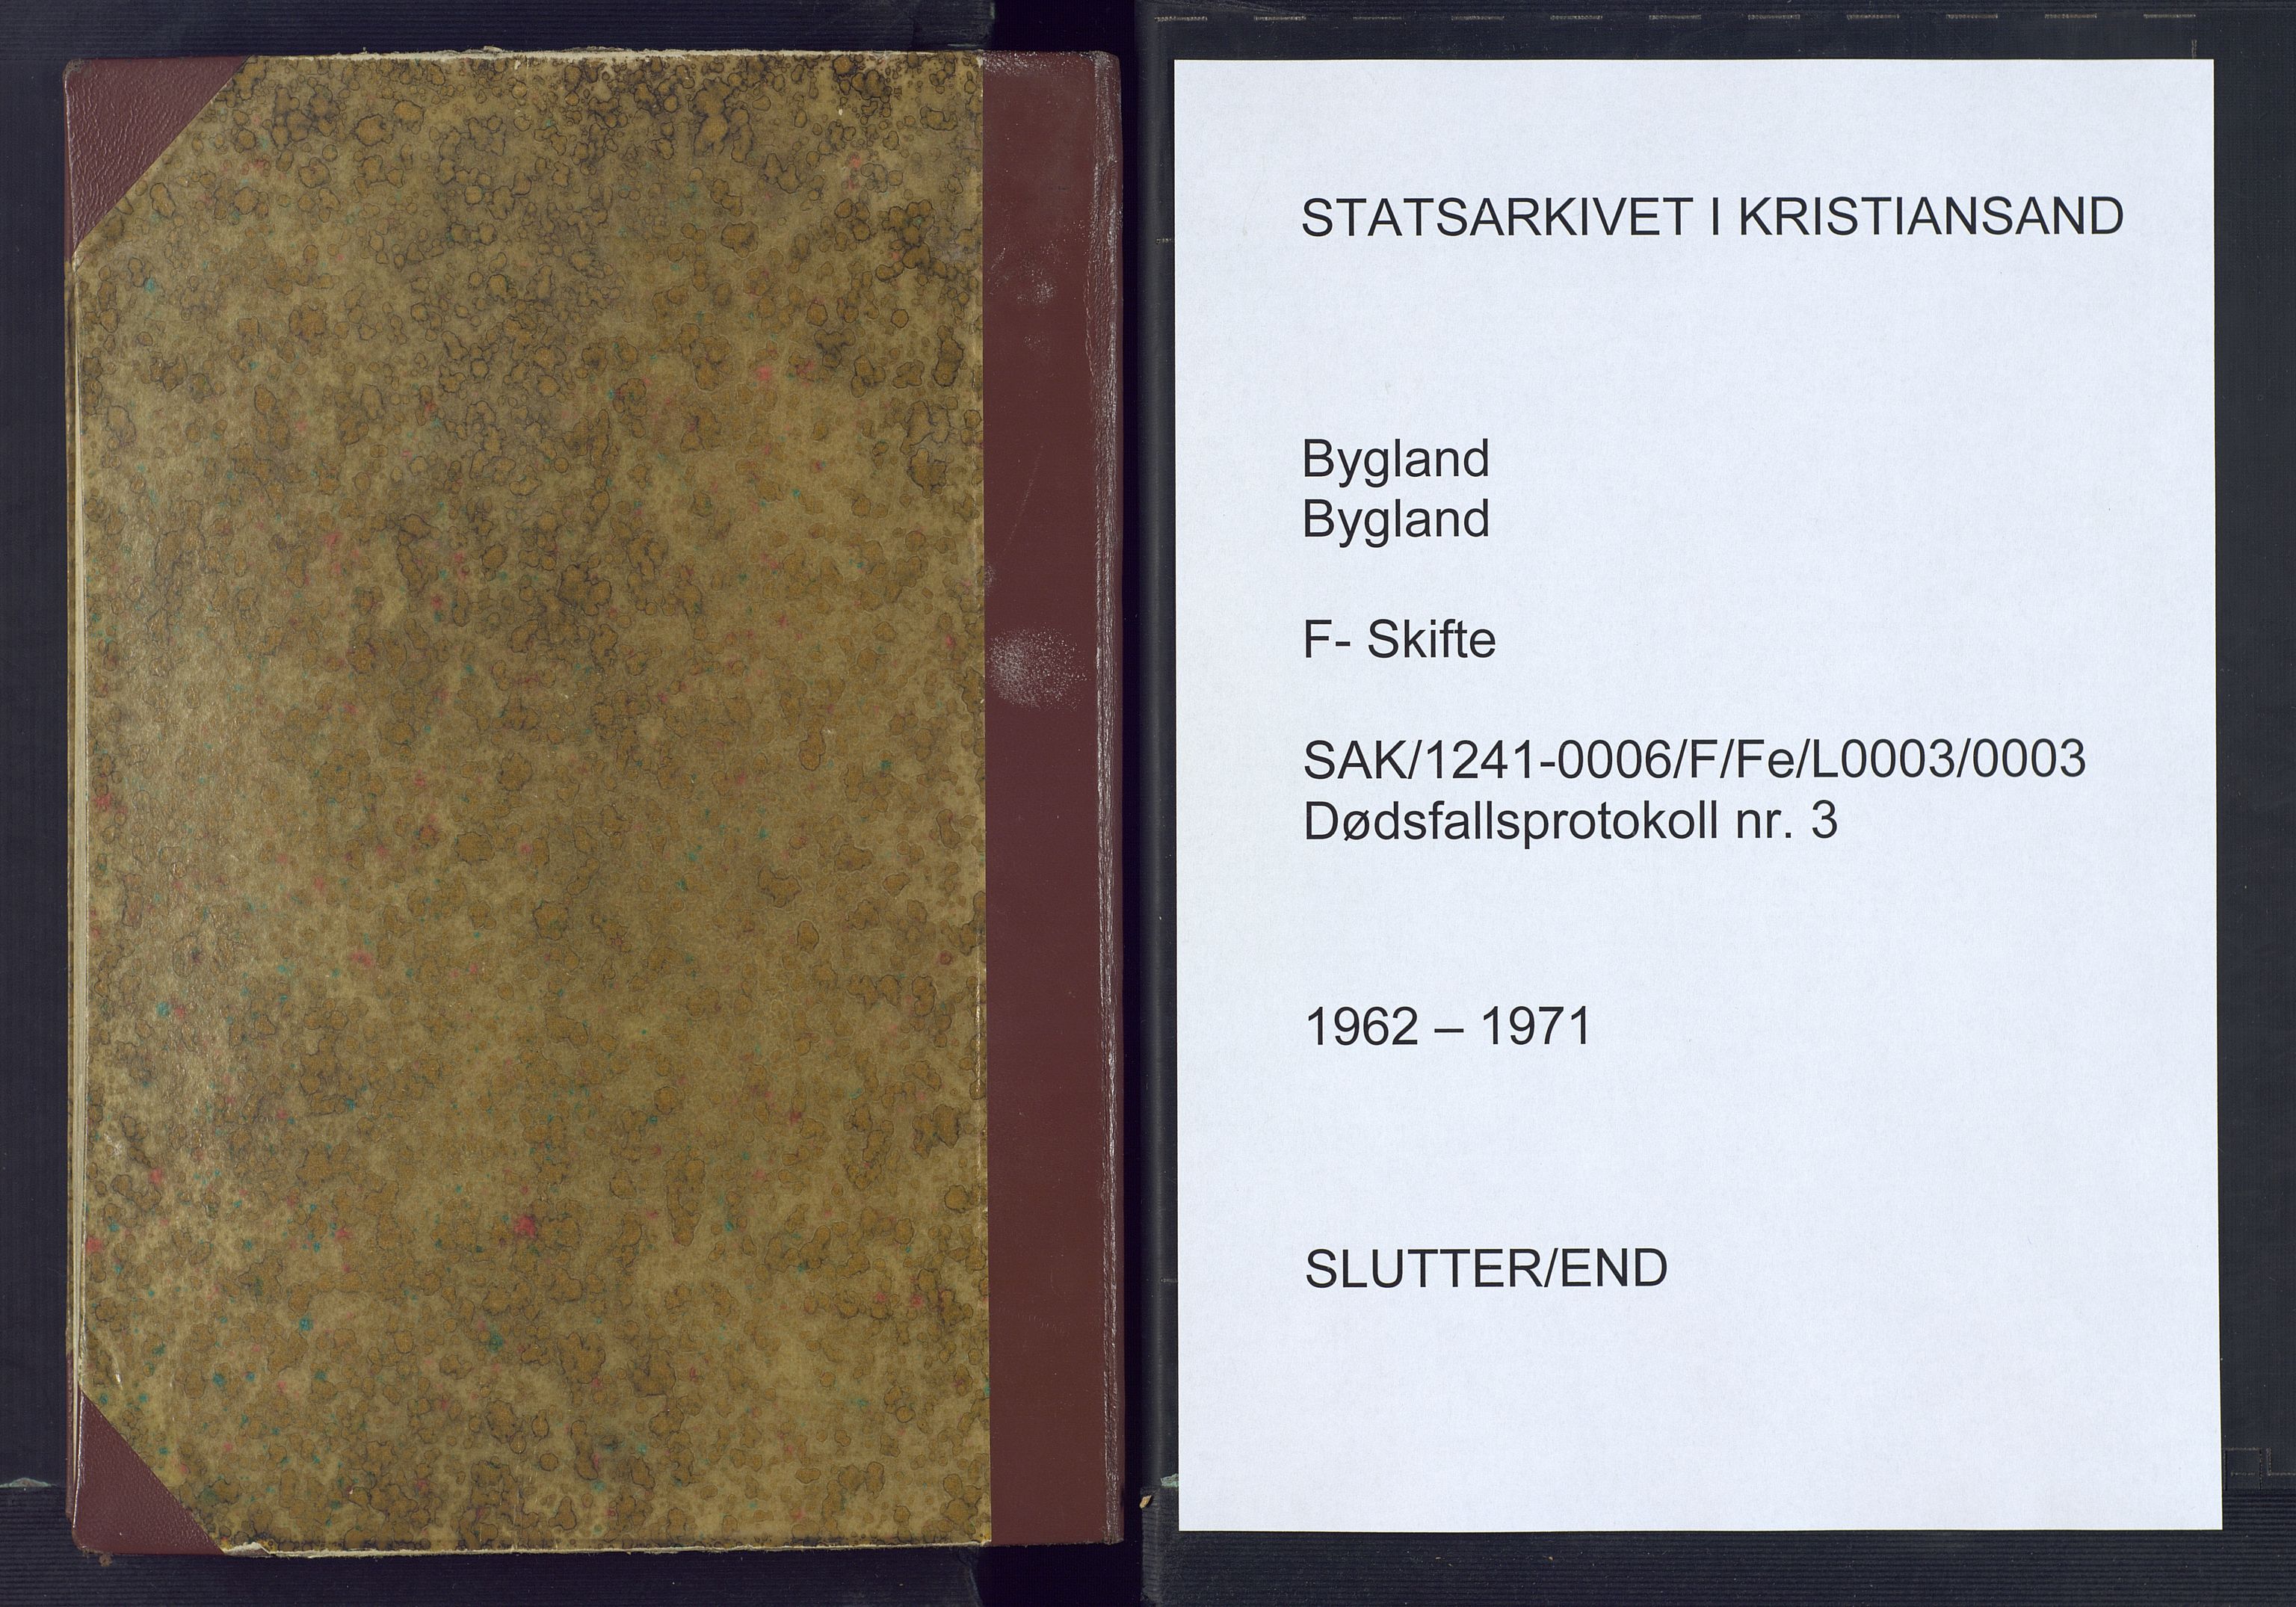 STATSARKIVET I KRISTIANSAND
Bygland
Bygland
F- Skifte
SAK/1241-0006/F/Fe/L0003/0003
Dødsfallsprotokoll nr. 3
1962 – 1971
SLUTTER/END